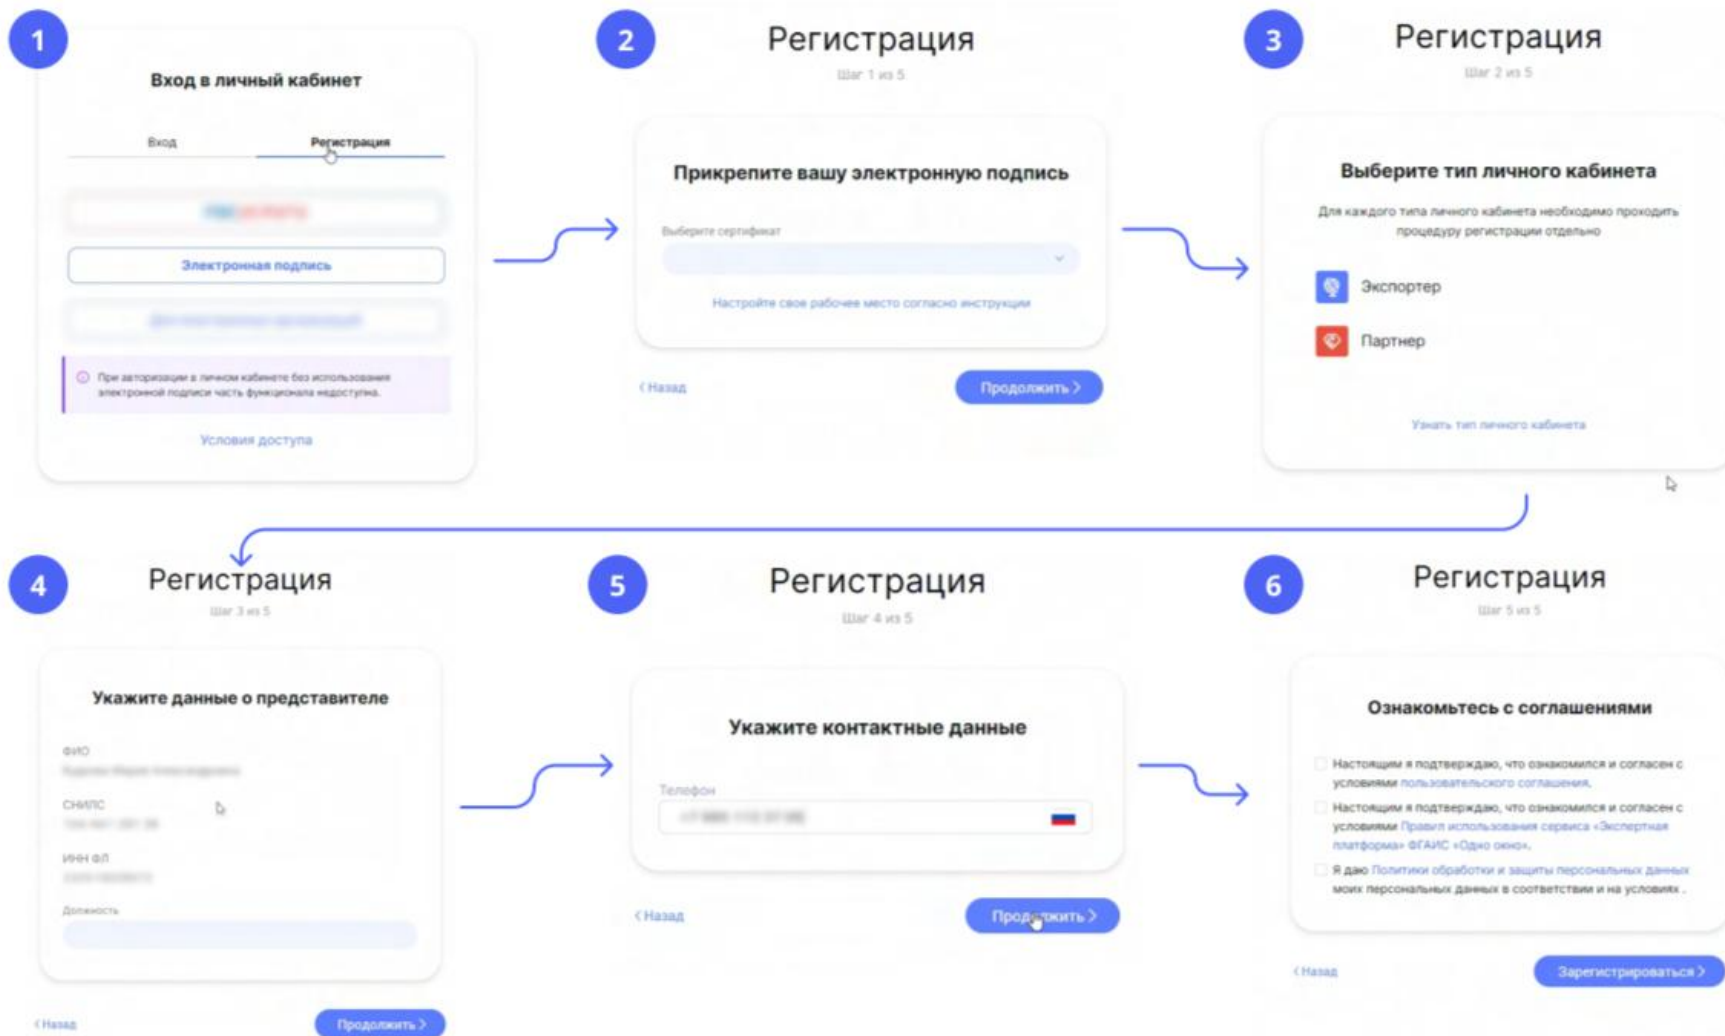 1
Вход в личный кабинет
Вход
Регистрация
Электронная подпись
При авторизации в личном кабинете без использования
электронной подписи часть функционала недоступна.
Условия доступа
2
Регистрация
Шаг 1 из 5
Прикрепите вашу электронную подпись
Выберите сертификат
Настройте свое рабочее место согласно инструкции
Назад
Продолжить
3
Регистрация
Шаг 2 из 5
Выберите тип личного кабинета
Для каждого типа личного кабинета необходимо проходить
процедуру регистрации отдельно
Экспортер
Партнер
Узнать тип личного кабинета
4
Регистрация
Шаг 3 из 5
Укажите данные о представителе
ФИО
СНИЛС
ИНН ФЛ
Должность
Назад
Продолжить
5
Регистрация
Шаг 4 из 5
Укажите контактные данные
Телефон
Назад
Продолжить
6
Регистрация
Шаг 5 из 5
Ознакомьтесь с соглашениями
Настоящим я подтверждаю, что ознакомился и согласен с
условиями пользовательского соглашения.
Настоящим я подтверждаю, что ознакомился и согласен с
условиями Правил использования сервиса «Экспертная
платформа» ФГАИС «Одно окно».
Я даю Политики обработки и защиты персональных данных
моих персональных данных в соответствии и на условиях .
Назад
Зарегистрироваться